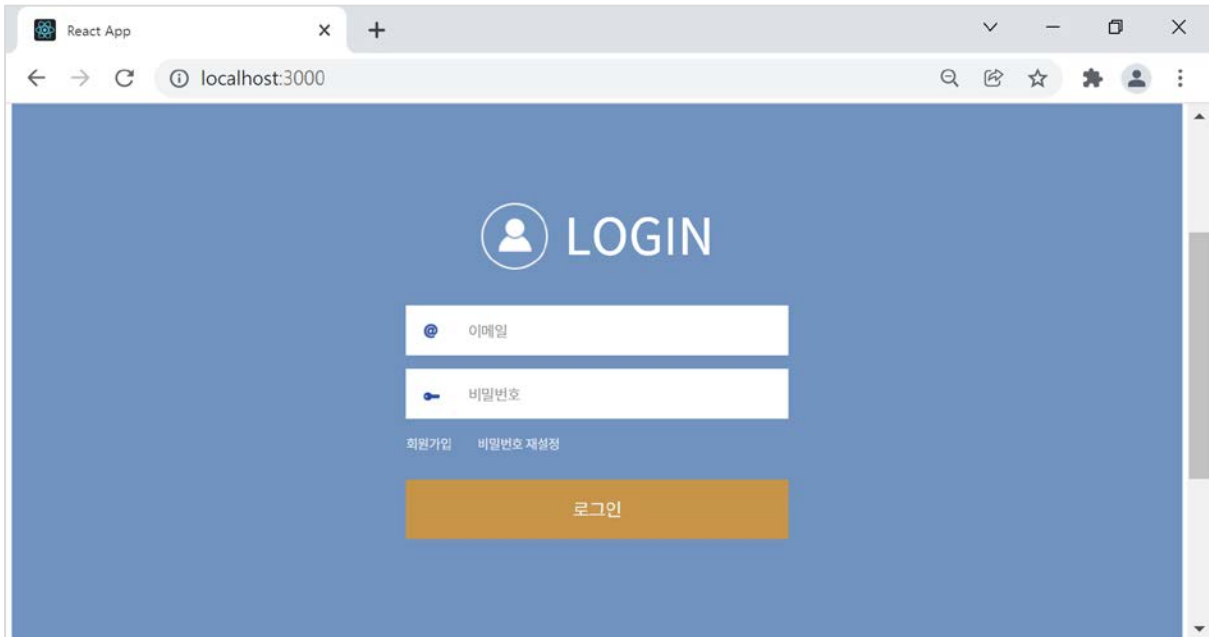 React App
localhost:3000
LOGIN
@ 이메일
비밀번호
회원가입 비밀번호 재설정
로그인